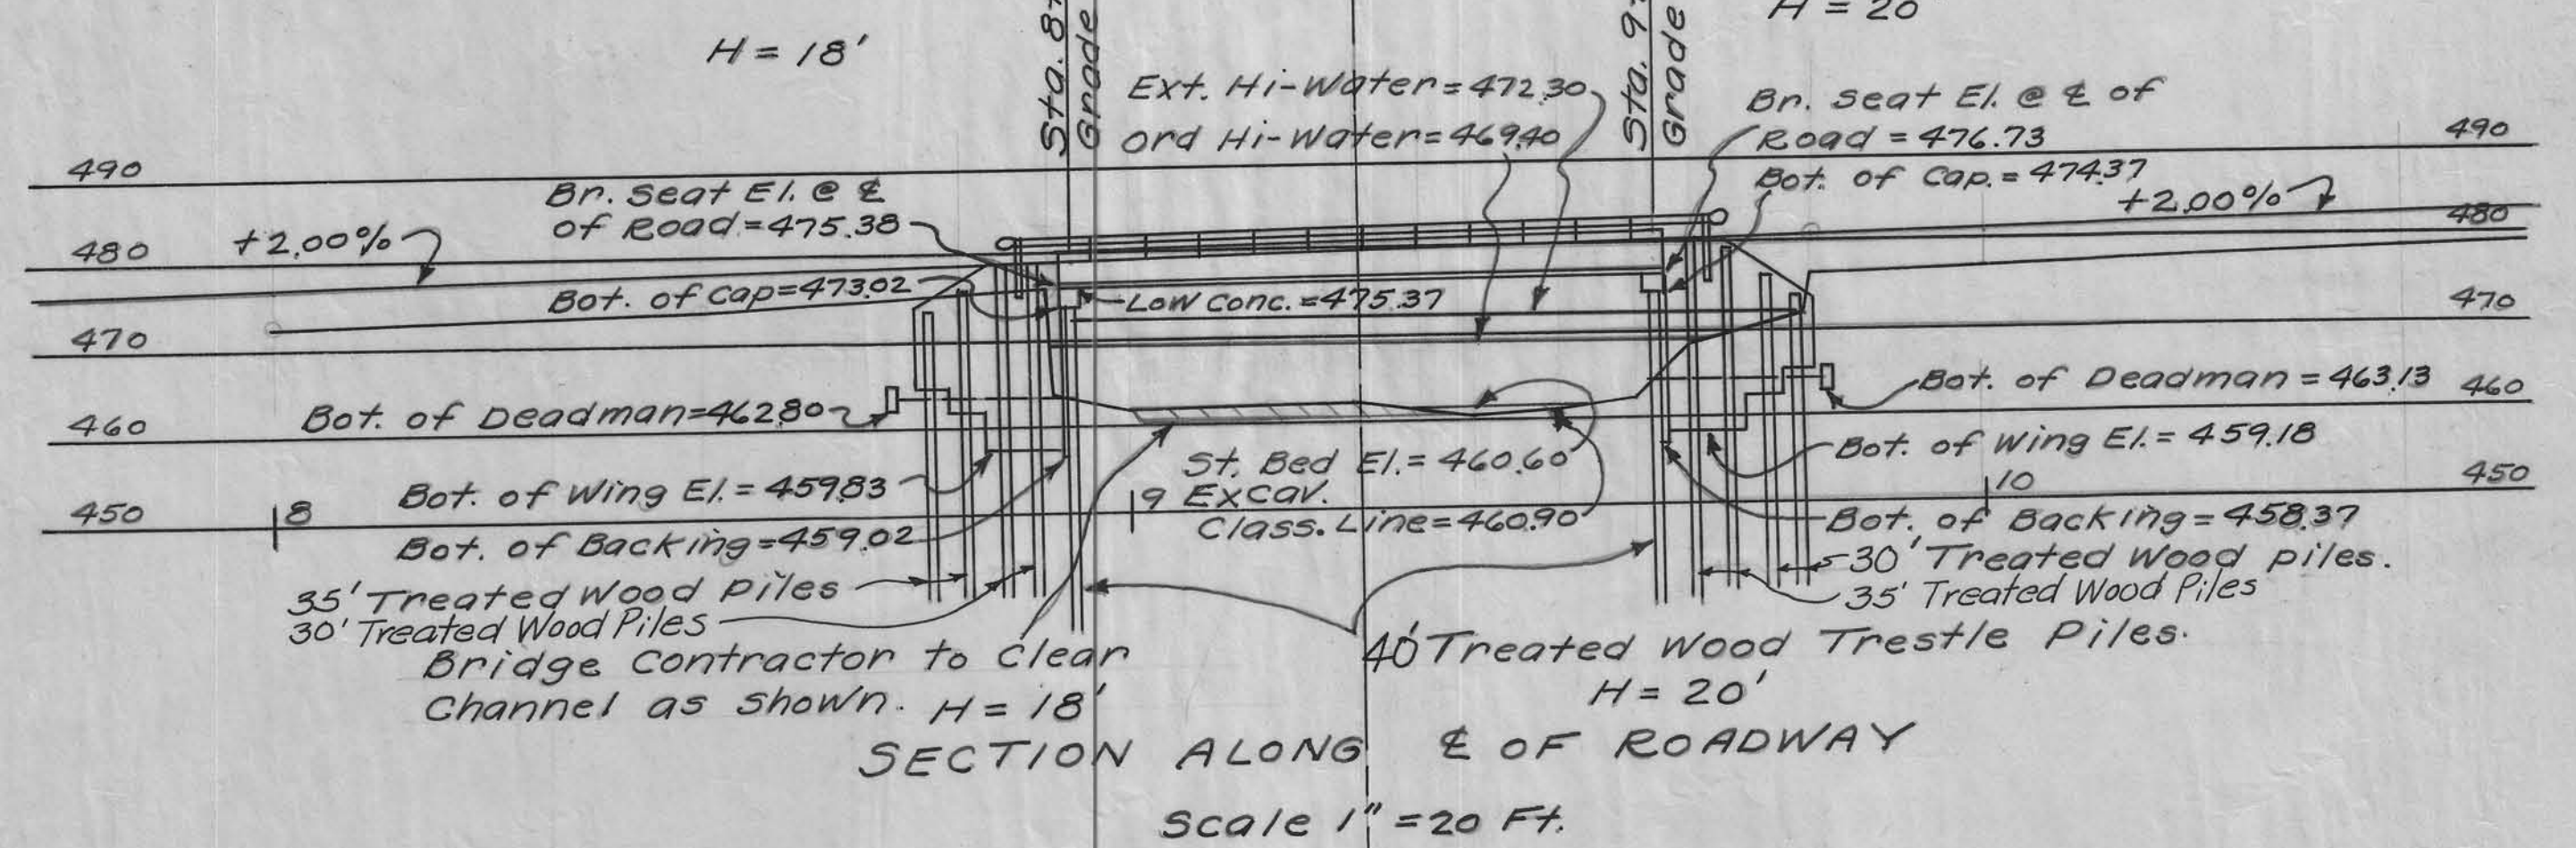 H = 18'
Sta. 8+
Grade
Sta. 9+
Grade
H = 20
Ext. Hi-Water = 472.30
ord Hi-Water = 469.40
Br. Seat El. @ ℄ of
Road = 476.73
Bot. of Cap. = 474.37
+2.00%
490
490
Br. Seat El. @ ℄
of Road = 475.38
480
+2.00%
480
Bot. of Cap = 473.02
Low Conc. = 475.37
470
470
Bot. of Deadman = 462.80
Bot. of Deadman = 463.13
460
460
St. Bed El. = 460.60
Bot. of Wing El. = 459.18
Bot. of Wing El. = 459.83
450
8
9
Excav.
Class. Line = 460.90
10
450
Bot. of Backing = 459.02
Bot. of Backing = 458.37
35' Treated Wood Piles
30' Treated Wood Piles
30' Treated Wood piles.
35' Treated Wood Piles
Bridge Contractor to Clear
Channel as shown.
H = 18'
40' Treated Wood Trestle Piles.
H = 20'
SECTION ALONG ℄ OF ROADWAY
Scale 1" = 20 Ft.